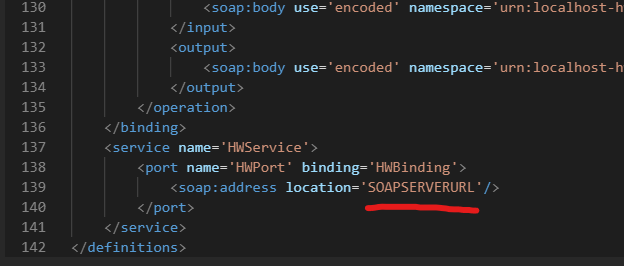 130 <soap:body use='encoded' namespace='urn:localhost-h
131 </input>
132 <output>
133 <soap:body use='encoded' namespace='urn:localhost-h
134 </output>
135 </operation>
136 </binding>
137 <service name='HWService'>
138 <port name='HWPort' binding='HWBinding'>
139 <soap:address location='SOAPSERVERURL'/>
140 </port>
141 </service>
142 </definitions>